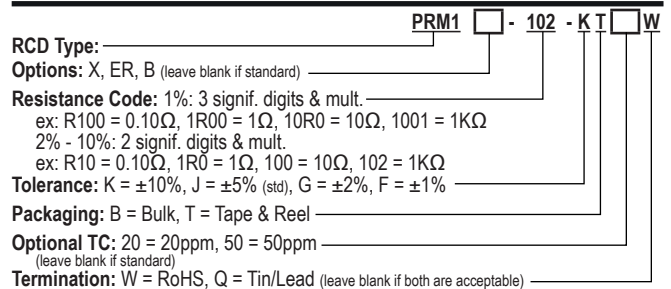 PRM1 □ - 102 - K T □ W
RCD Type:
Options: X, ER, B (leave blank if standard)
Resistance Code: 1%: 3 signif. digits & mult.
ex: R100 = 0.10Ω, 1R00 = 1Ω, 10R0 = 10Ω, 1001 = 1KΩ
2% - 10%: 2 signif. digits & mult.
ex: R10 = 0.10Ω, 1R0 = 1Ω, 100 = 10Ω, 102 = 1KΩ
Tolerance: K = ±10%, J = ±5% (std), G = ±2%, F = ±1%
Packaging: B = Bulk, T = Tape & Reel
Optional TC: 20 = 20ppm, 50 = 50ppm
(leave blank if standard)
Termination: W = RoHS, Q = Tin/Lead (leave blank if both are acceptable)